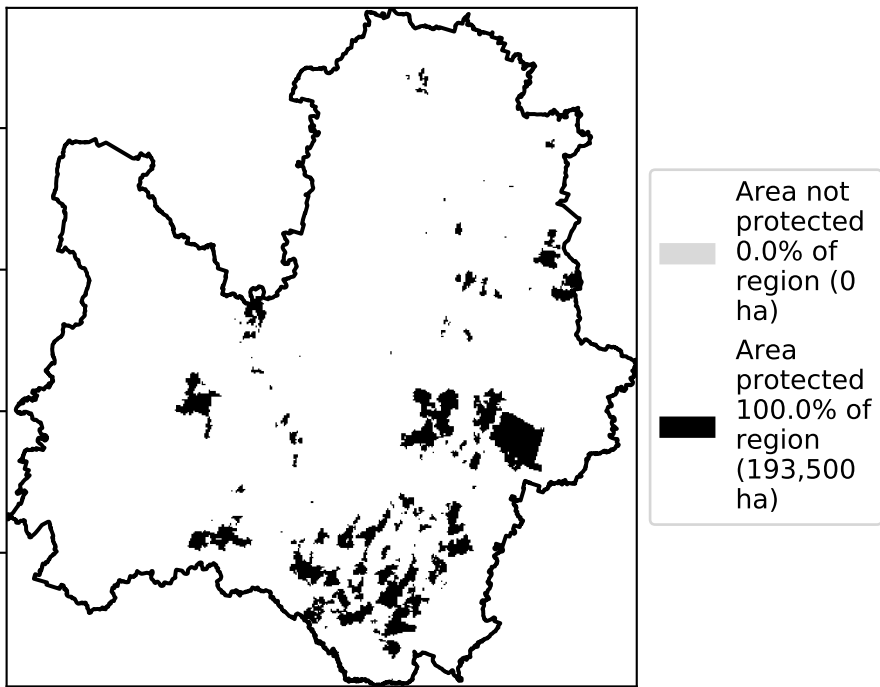 Area not
protected
0.0% of
region (0
ha)
Area
protected
100.0% of
region
(193,500
ha)